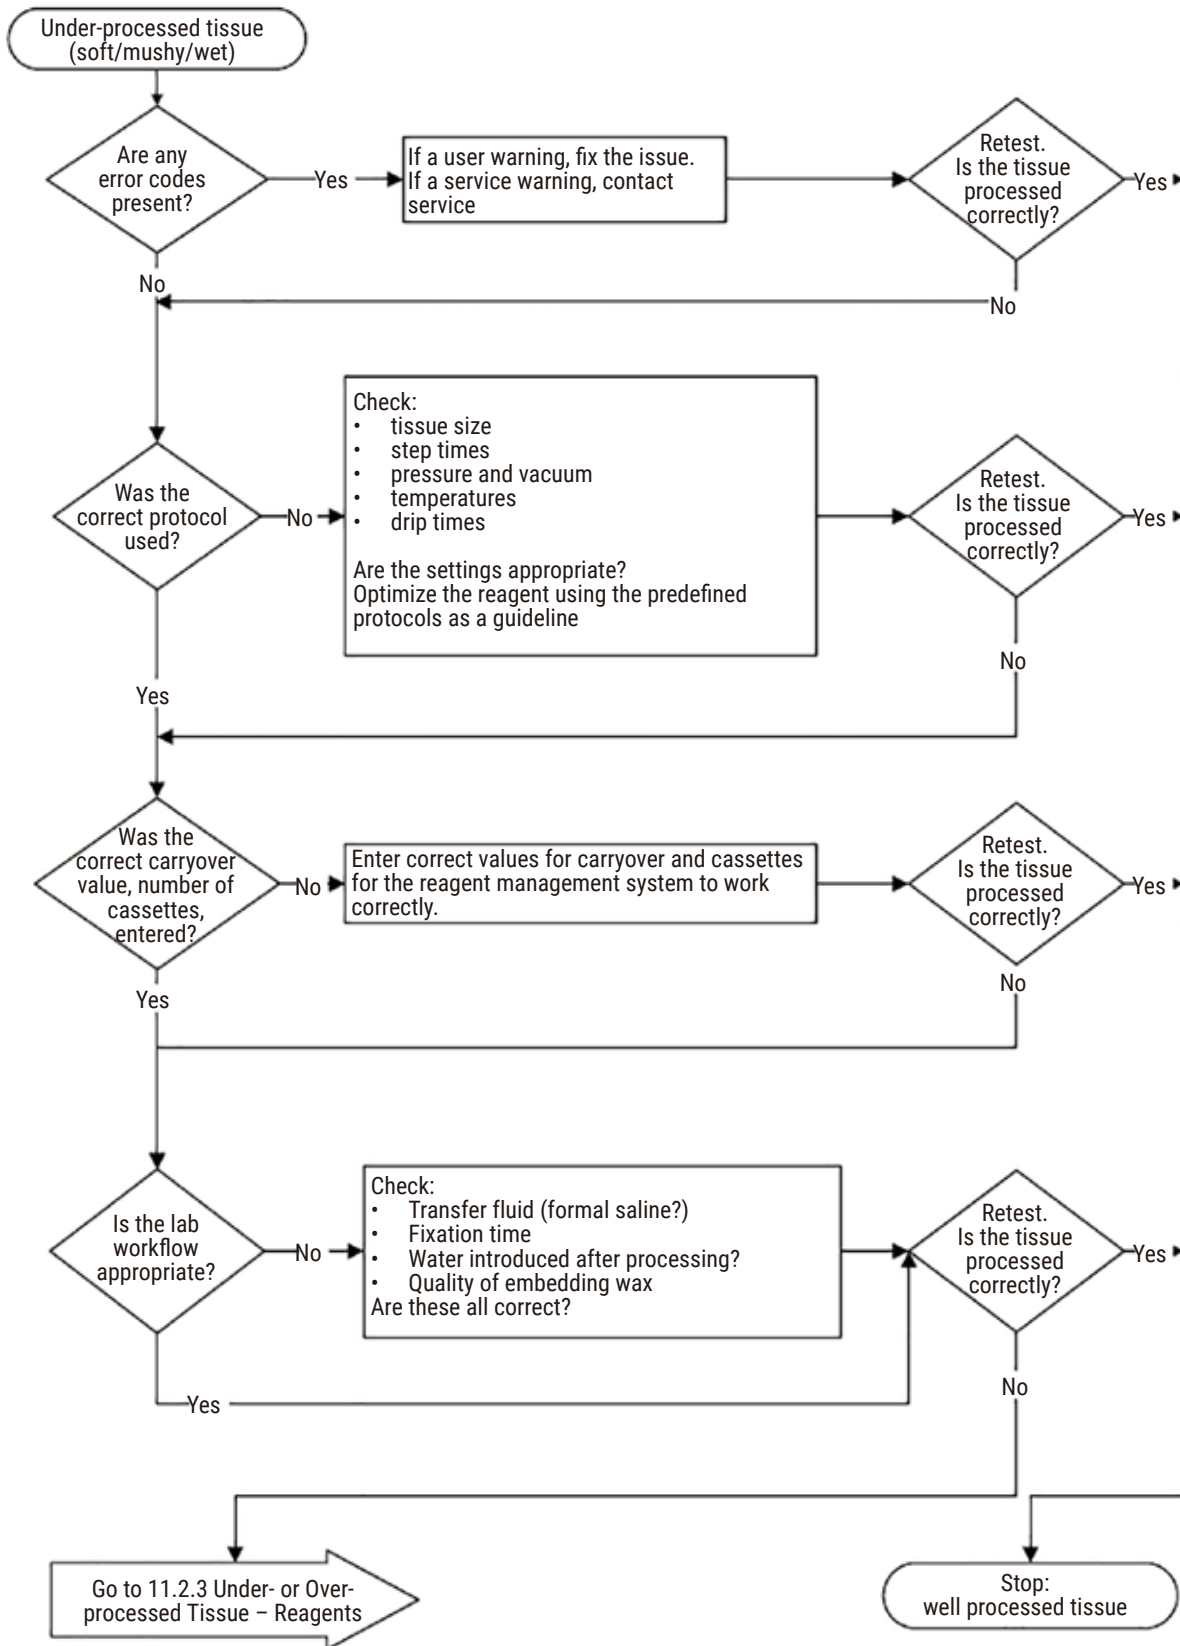 Under-processed tissue
(soft/mushy/wet)
Are any
error codes
present?
Yes
If a user warning, fix the issue.
If a service warning, contact
service
Retest.
Is the tissue
processed
correctly?
Yes
No
No
Was the
correct protocol
used?
No
Check:
• tissue size
• step times
• pressure and vacuum
• temperatures
• drip times
Are the settings appropriate?
Optimize the reagent using the predefined
protocols as a guideline
Retest.
Is the tissue
processed
correctly?
Yes
No
Yes
Was the
correct carryover
value, number of
cassettes,
entered?
No
Enter correct values for carryover and cassettes
for the reagent management system to work
correctly.
Retest.
Is the tissue
processed
correctly?
Yes
No
Yes
Is the lab
workflow
appropriate?
No
Check:
• Transfer fluid (formal saline?)
• Fixation time
• Water introduced after processing?
• Quality of embedding wax
Are these all correct?
Retest.
Is the tissue
processed
correctly?
Yes
No
Yes
Go to 11.2.3 Under- or Over-
processed Tissue – Reagents
Stop:
well processed tissue